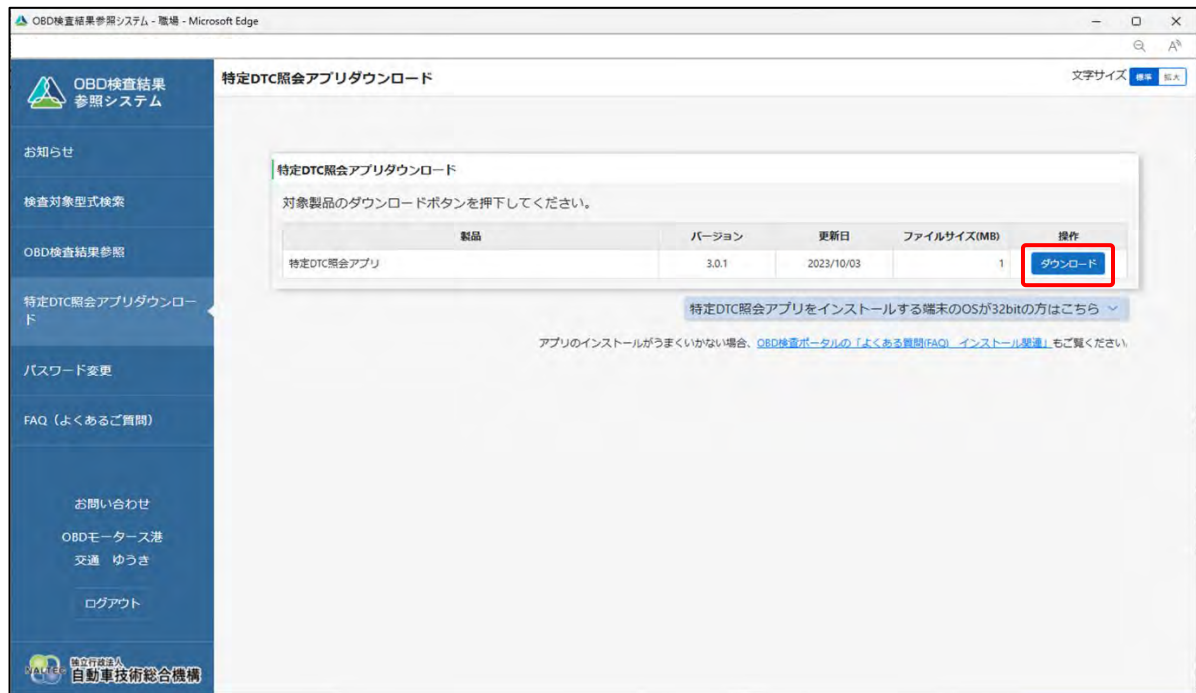 OBD検査結果参照システム - 職場 - Microsoft Edge
OBD検査結果
参照システム
特定DTC照会アプリダウンロード
文字サイズ 標準 拡大
お知らせ
検査対象型式検索
OBD検査結果参照
特定DTC照会アプリダウンロー
ド
パスワード変更
FAQ（よくあるご質問）
お問い合わせ
OBDモータース港
交通　ゆうき
ログアウト
NALTEC 独立行政法人
自動車技術総合機構
特定DTC照会アプリダウンロード
対象製品のダウンロードボタンを押下してください。
製品 バージョン 更新日 ファイルサイズ(MB) 操作
特定DTC照会アプリ 3.0.1 2023/10/03 1 ダウンロード
特定DTC照会アプリをインストールする端末のOSが32bitの方はこちら
アプリのインストールがうまくいかない場合、OBD検査ポータルの「よくある質問(FAQ)　インストール関連」もご覧ください。